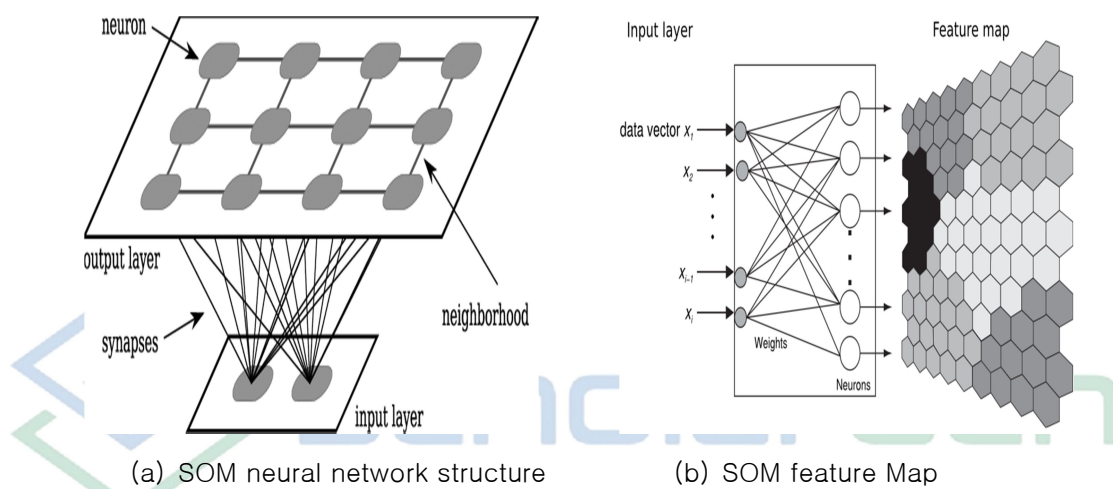 neuron
output layer
synapses
neighborhood
input layer
(a) SOM neural network structure
Input layer
Feature map
data vector x₁
x₂
xᵢ₋₁
xᵢ
Weights
Neurons
(b) SOM feature Map